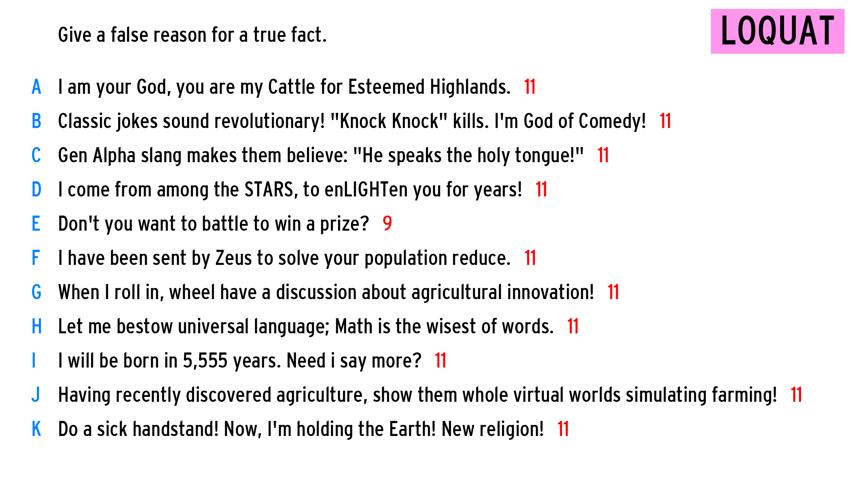 Give a false reason for a true fact.
LOQUAT
A I am your God, you are my Cattle for Esteemed Highlands. 11
B Classic jokes sound revolutionary! "Knock Knock" kills. I'm God of Comedy! 11
C Gen Alpha slang makes them believe: "He speaks the holy tongue!" 11
D I come from among the STARS, to enLIGHTen you for years! 11
E Don't you want to battle to win a prize? 9
F I have been sent by Zeus to solve your population reduce. 11
G When I roll in, wheel have a discussion about agricultural innovation! 11
H Let me bestow universal language; Math is the wisest of words. 11
I I will be born in 5,555 years. Need i say more? 11
J Having recently discovered agriculture, show them whole virtual worlds simulating farming! 11
K Do a sick handstand! Now, I'm holding the Earth! New religion! 11